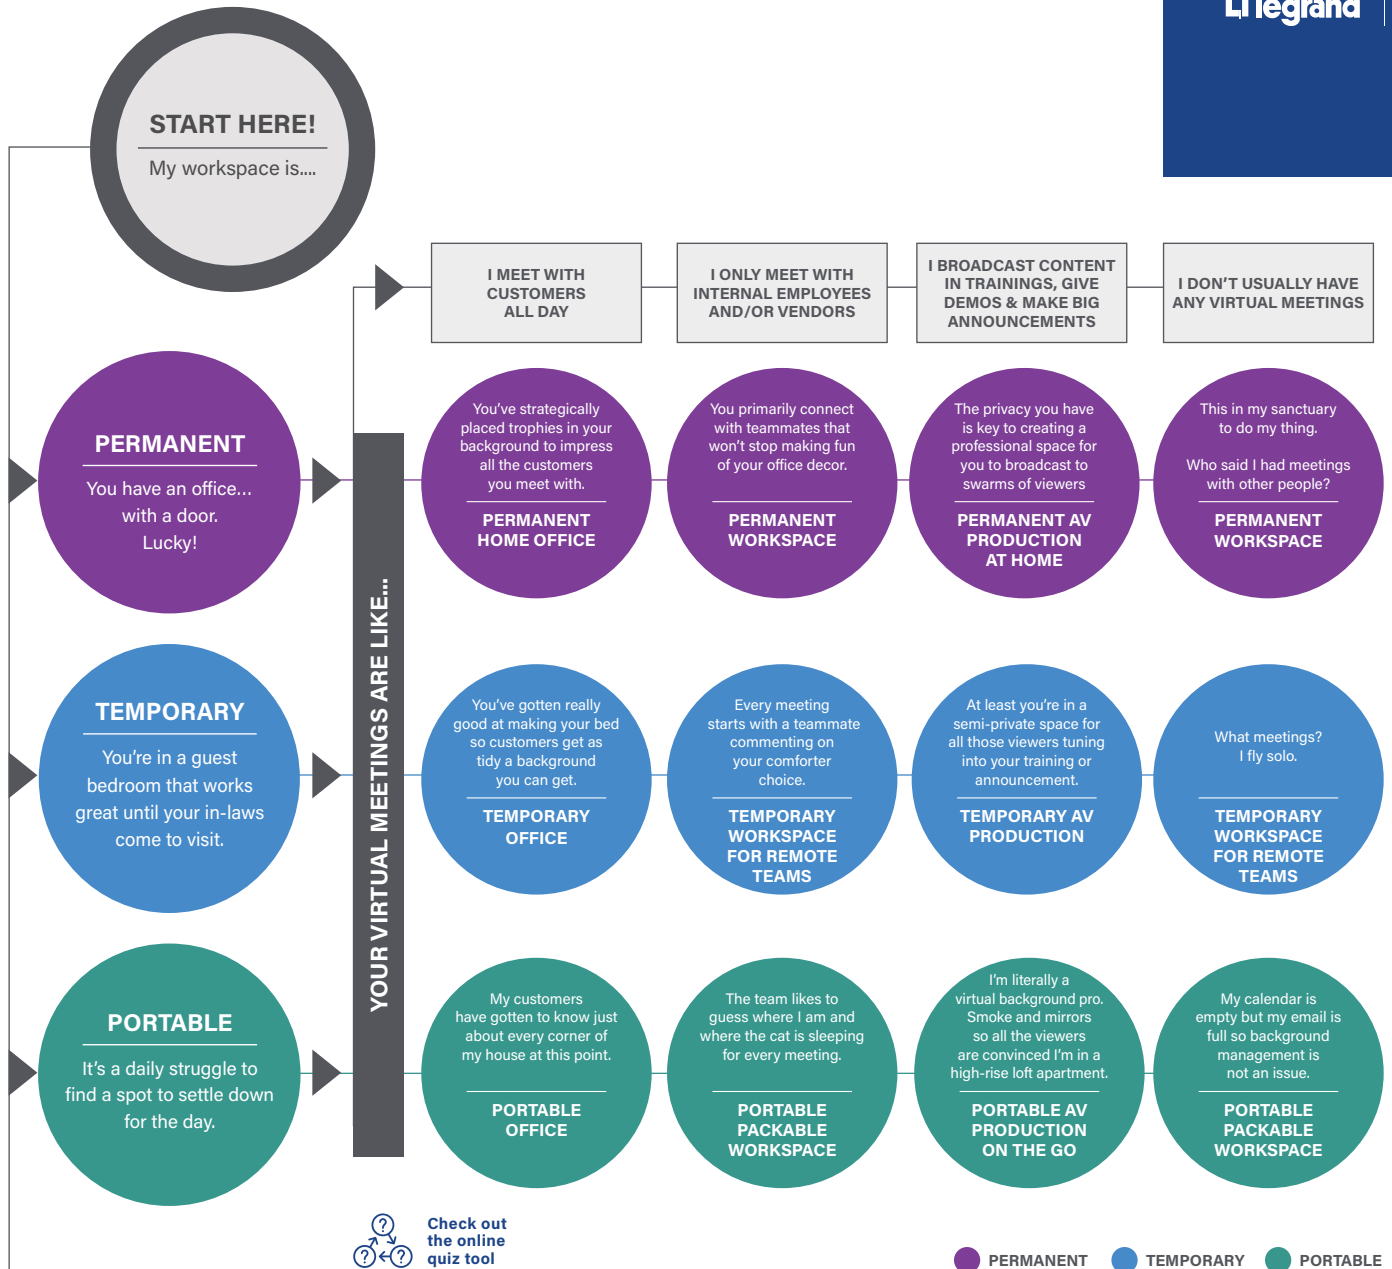 legrand
START HERE!
My workspace is....
I MEET WITH
CUSTOMERS
ALL DAY
I ONLY MEET WITH
INTERNAL EMPLOYEES
AND/OR VENDORS
I BROADCAST CONTENT
IN TRAININGS, GIVE
DEMOS & MAKE BIG
ANNOUNCEMENTS
I DON'T USUALLY HAVE
ANY VIRTUAL MEETINGS
YOUR VIRTUAL MEETINGS ARE LIKE...
PERMANENT
You have an office...
with a door.
Lucky!
You've strategically
placed trophies in your
background to impress
all the customers
you meet with.
PERMANENT
HOME OFFICE
You primarily connect
with teammates that
won't stop making fun
of your office decor.
PERMANENT
WORKSPACE
The privacy you have
is key to creating a
professional space for
you to broadcast to
swarms of viewers
PERMANENT AV
PRODUCTION
AT HOME
This in my sanctuary
to do my thing.
Who said I had meetings
with other people?
PERMANENT
WORKSPACE
TEMPORARY
You're in a guest
bedroom that works
great until your in-laws
come to visit.
You've gotten really
good at making your bed
so customers get as
tidy a background
you can get.
TEMPORARY
OFFICE
Every meeting
starts with a teammate
commenting on
your comforter
choice.
TEMPORARY
WORKSPACE
FOR REMOTE
TEAMS
At least you're in a
semi-private space for
all those viewers tuning
into your training or
announcement.
TEMPORARY AV
PRODUCTION
What meetings?
I fly solo.
TEMPORARY
WORKSPACE
FOR REMOTE
TEAMS
PORTABLE
It's a daily struggle to
find a spot to settle down
for the day.
My customers
have gotten to know just
about every corner of
my house at this point.
PORTABLE
OFFICE
The team likes to
guess where I am and
where the cat is sleeping
for every meeting.
PORTABLE
PACKABLE
WORKSPACE
I'm literally a
virtual background pro.
Smoke and mirrors
so all the viewers
are convinced I'm in a
high-rise loft apartment.
PORTABLE AV
PRODUCTION
ON THE GO
My calendar is
empty but my email is
full so background
management is
not an issue.
PORTABLE
PACKABLE
WORKSPACE
? ? ?
Check out
the online
quiz tool
PERMANENT
TEMPORARY
PORTABLE